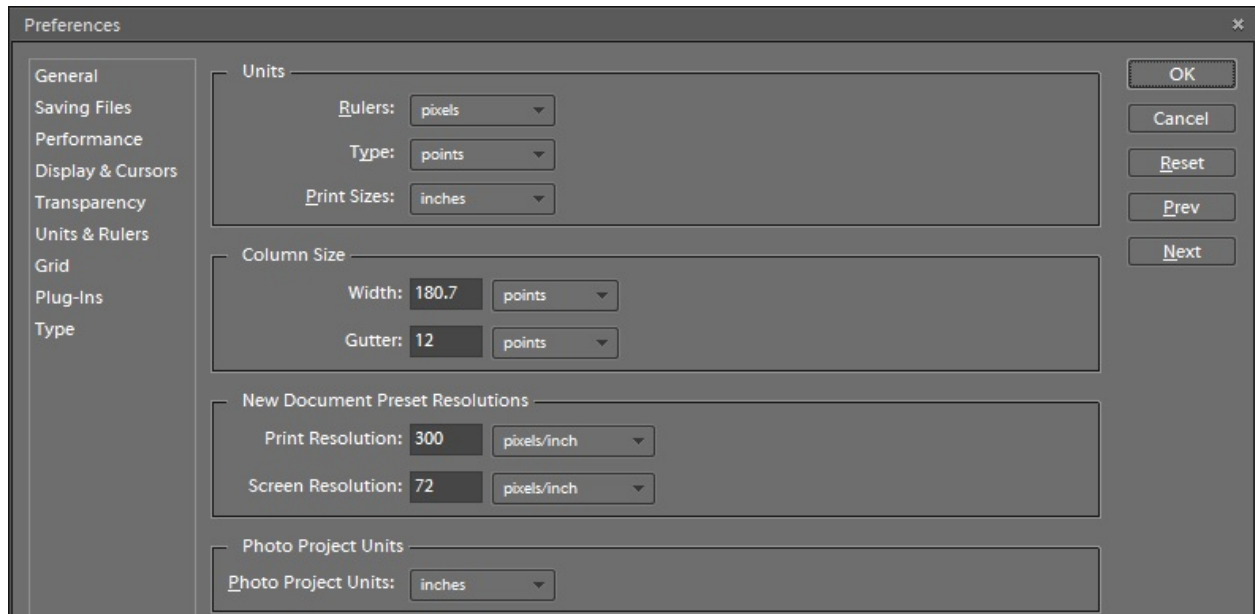 Preferences
General
Saving Files
Performance
Display & Cursors
Transparency
Units & Rulers
Grid
Plug-Ins
Type
Units
Rulers: pixels
Type: points
Print Sizes: inches
Column Size
Width: 180.7 points
Gutter: 12 points
New Document Preset Resolutions
Print Resolution: 300 pixels/inch
Screen Resolution: 72 pixels/inch
Photo Project Units
Photo Project Units: inches
OK
Cancel
Reset
Prev
Next